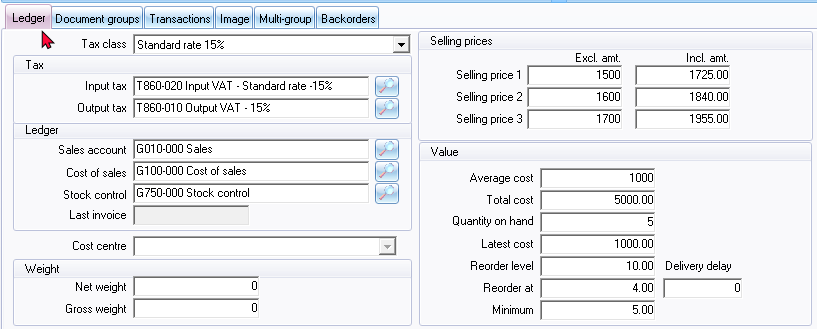 Ledger Document groups Transactions Image Multi-group Backorders
Tax class Standard rate 15%
Tax
Input tax T860-020 Input VAT - Standard rate -15%
Output tax T860-010 Output VAT - 15%
Ledger
Sales account G010-000 Sales
Cost of sales G100-000 Cost of sales
Stock control G750-000 Stock control
Last invoice
Cost centre
Weight
Net weight 0
Gross weight 0
Selling prices
Excl. amt. Incl. amt.
Selling price 1 1500 1725.00
Selling price 2 1600 1840.00
Selling price 3 1700 1955.00
Value
Average cost 1000
Total cost 5000.00
Quantity on hand 5
Latest cost 1000.00
Reorder level 10.00 Delivery delay
Reorder at 4.00 0
Minimum 5.00